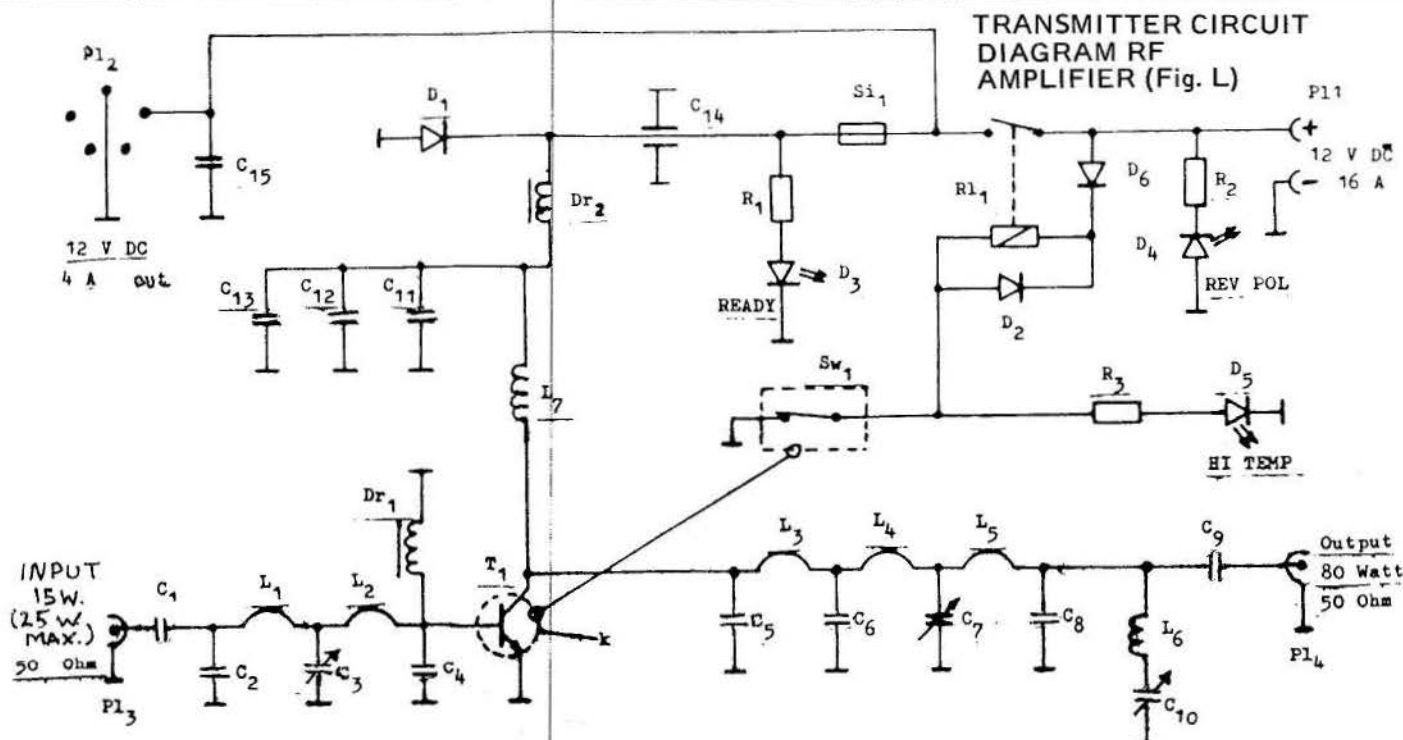 TRANSMITTER CIRCUIT
DIAGRAM RF
AMPLIFIER (Fig. L)
Pl2
C15
12 V DC
4 A out
D1
C14
Si1
Pl1
+
12 V DC
-
16 A
Dr2
R1
D3
READY
Rl1
D6
R2
D4
REV POL
D2
C13
C12
C11
L7
Sw1
R3
D5
HI TEMP
Dr1
T1
k
INPUT
15W.
(25 W.
MAX.)
50 Ohm
Pl3
C1
L1
L2
C2
C3
C4
L3
L4
L5
C5
C6
C7
C8
C9
L6
C10
Output
80 Watt
50 Ohm
Pl4